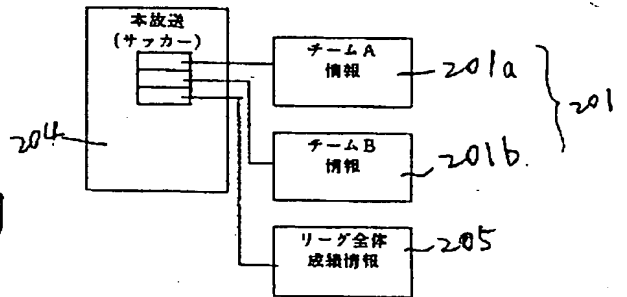 本放送
(サッカー)
チームA
情報
201a
201
204
チームB
情報
201b
リーグ全体
成績情報
205